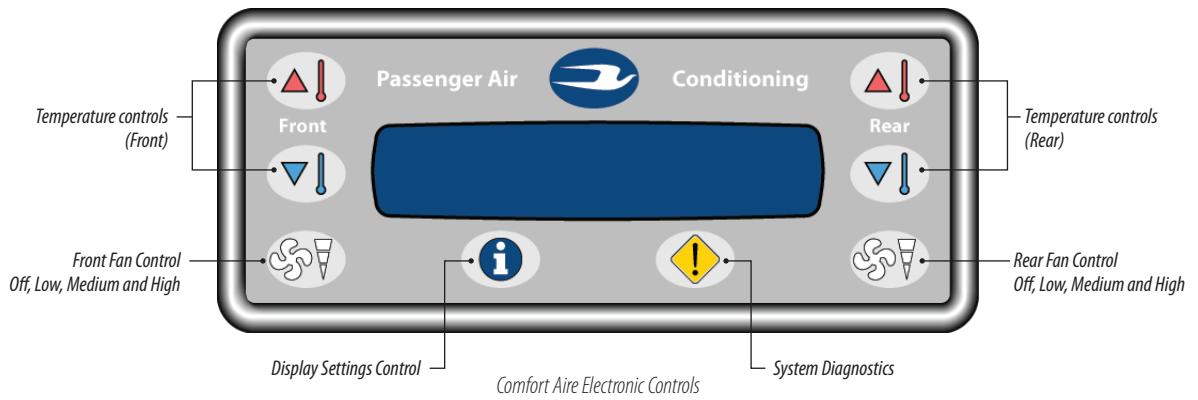 Passenger Air Conditioning
Temperature controls
(Front)
Front
Rear
Temperature controls
(Rear)
Front Fan Control
Off, Low, Medium and High
Rear Fan Control
Off, Low, Medium and High
Display Settings Control
System Diagnostics
Comfort Aire Electronic Controls